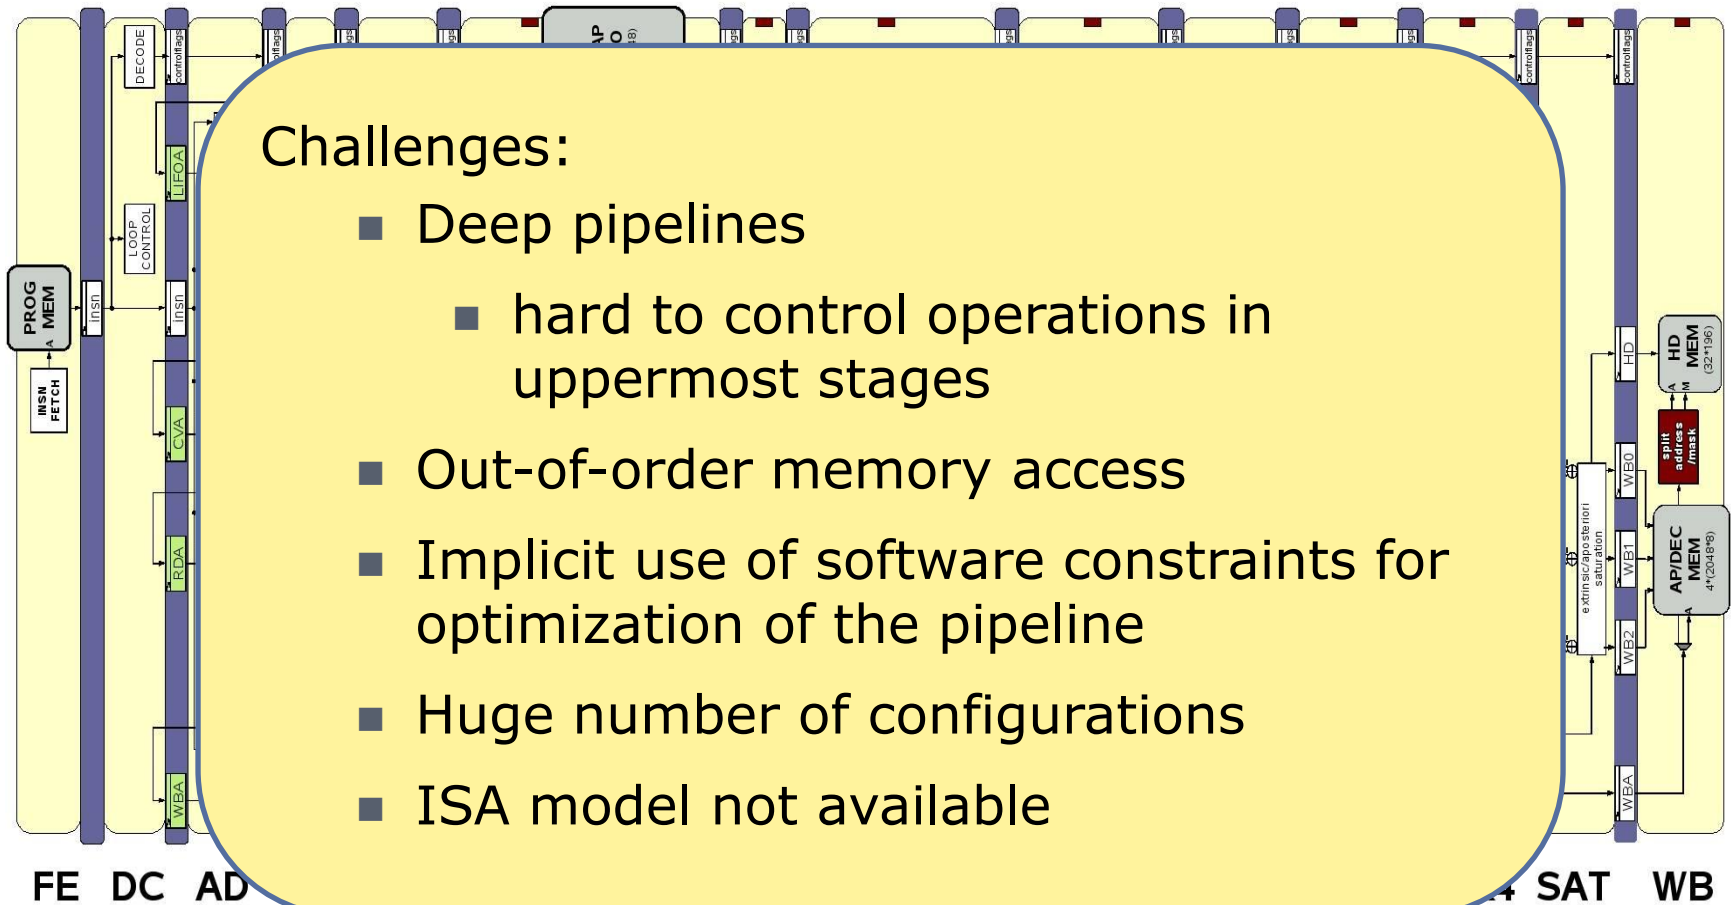 Challenges:
Deep pipelines
hard to control operations in
uppermost stages
Out-of-order memory access
Implicit use of software constraints for
optimization of the pipeline
Huge number of configurations
ISA model not available
DECODE
controlflags
LIFOA
LOOP
CONTROL
PROG
MEM
A
insn
insn
INSN
FETCH
CVA
RDA
WBA
controlflags
controlflags
HD
HD
MEM
(32*196)
A
M
split
address
/mask
WB0
WB1
WB2
extrinsic/aposteriori
saturation
AP/DEC
MEM
4*(2048*8)
A
WBA
FE DC AD SAT WB